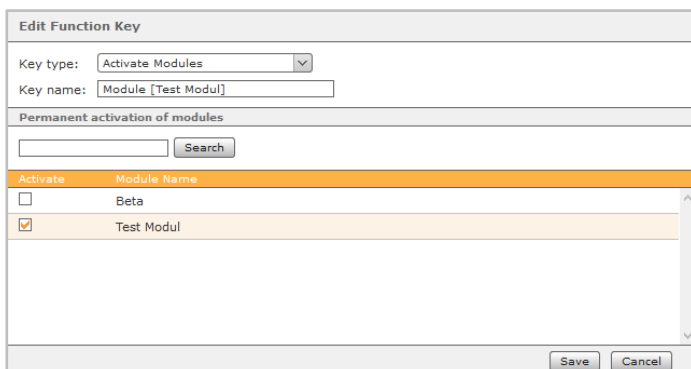 Edit Function Key
Key type: Activate Modules
Key name: Module [Test Modul]
Permanent activation of modules
Search
Activate Module Name
Beta
Test Modul
Save Cancel